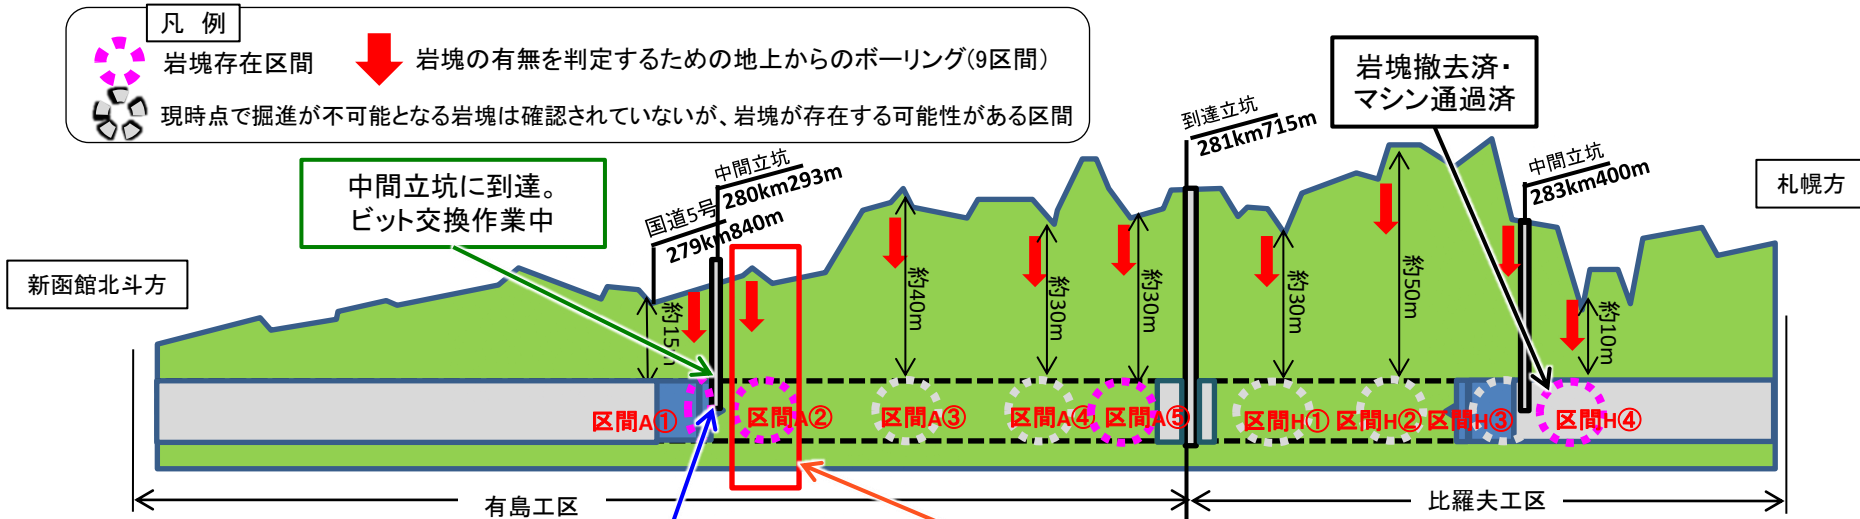 凡 例
岩塊存在区間
岩塊の有無を判定するための地上からのボーリング(9区間)
現時点で掘進が不可能となる岩塊は確認されていないが、岩塊が存在する可能性がある区間
岩塊撤去済・
マシン通過済
到達立坑
281km715m
中間立坑に到達。
ビット交換作業中
中間立坑
280km293m
国道5号
279km840m
中間立坑
283km400m
札幌方
新函館北斗方
約15m
約40m
約30m
約30m
約30m
約50m
約10m
区間A①
区間A②
区間A③
区間A④
区間A⑤
区間H①
区間H②
区間H③
区間H④
有島工区
比羅夫工区